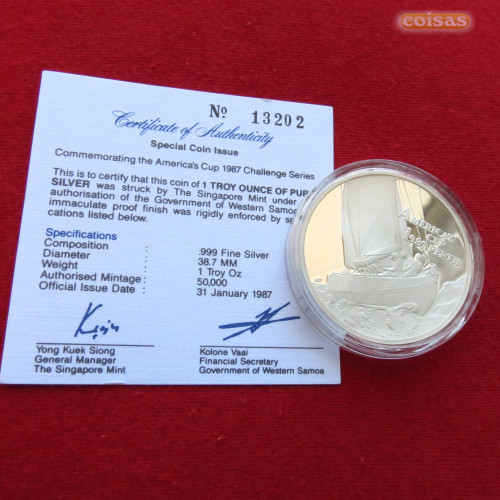 coisas
No 13202
Certificate of Authenticity
Special Coin Issue
Commemorating the America's Cup 1987 Challenge Series
This is to certify that this coin of 1 TROY OUNCE OF PUR
SILVER was struck by The Singapore Mint under
authorisation of the Government of Western Samoa
immaculate proof finish was rigidly enforced by
cations listed below.
Specifications
Composition : .999 Fine Silver
Diameter : 38.7 MM
Weight : 1 Troy Oz
Authorised Mintage : 50,000
Official Issue Date : 31 January 1987
Yong Kuek Siong
General Manager
The Singapore Mint
Kolone Vaai
Financial Secretary
Government of Western Samoa
AMERICA'S
CUP